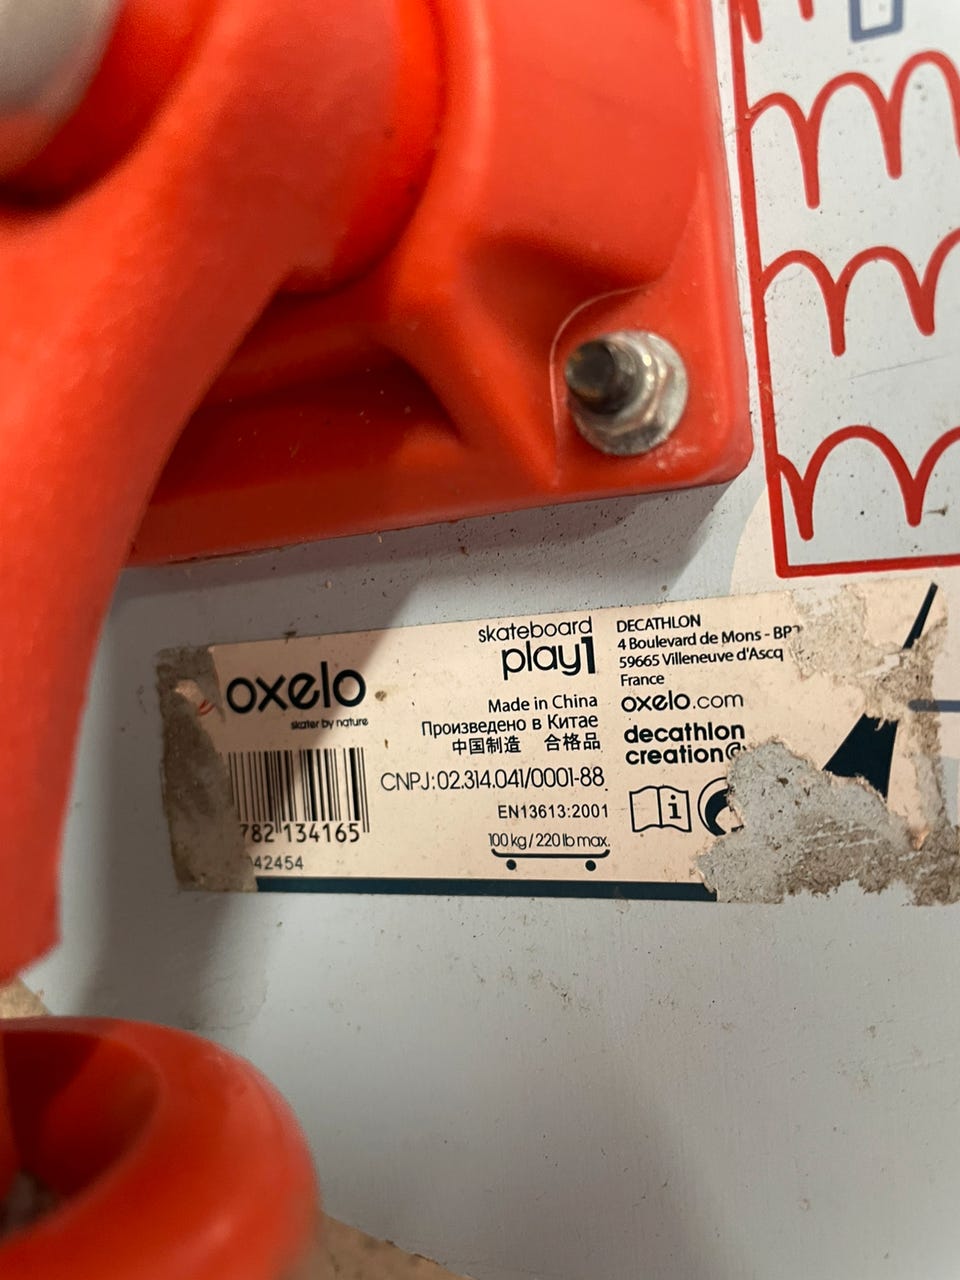 oxelo
skater by nature
782 134165
42454
skateboard
play1
Made in China
Произведено в Китае
中国制造 合格品
CNPJ:02.314.041/0001-88
EN13613:2001
100 kg / 220 lb max.
DECATHLON
4 Boulevard de Mons -
59665 Villeneuve d'Ascq
France
oxelo.com
decathlon
creation@
i